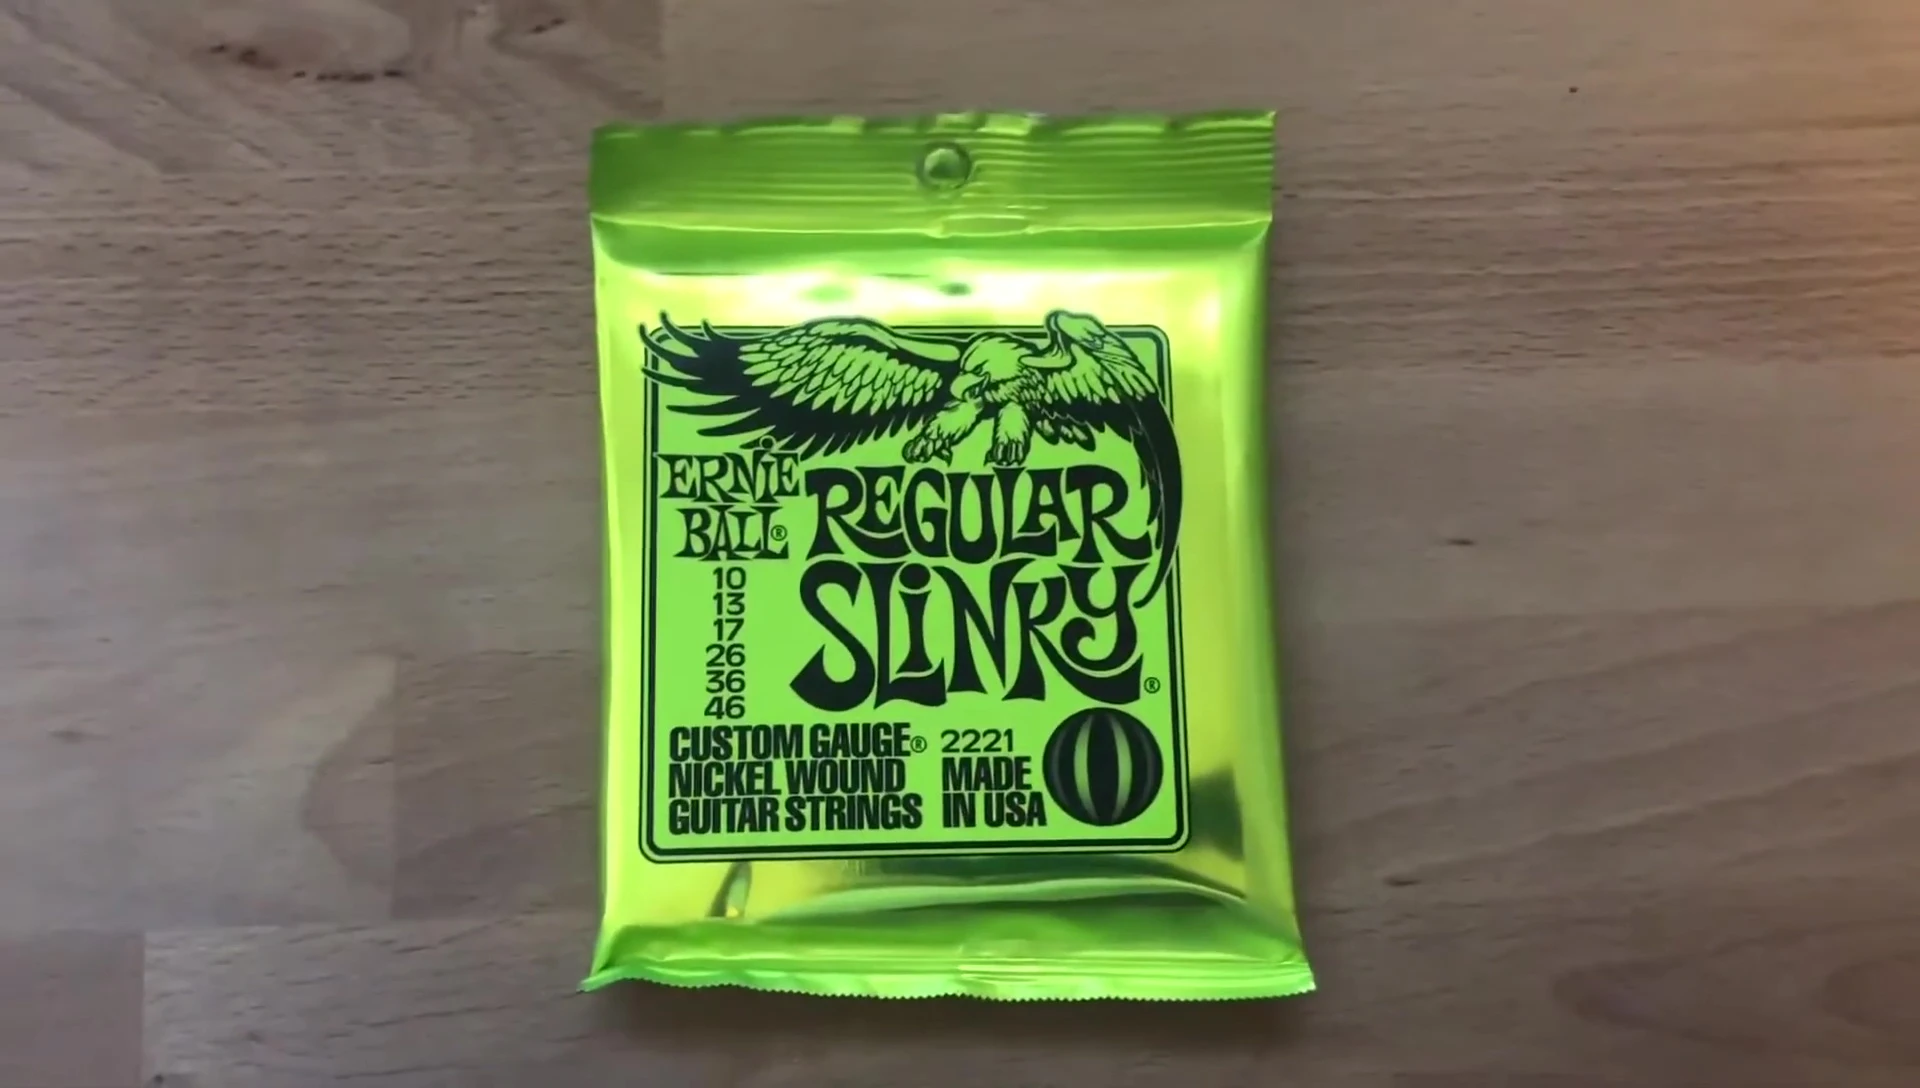 ERNIE
BALL®
REGULAR
SLINKY®
10
13
17
26
36
46
CUSTOM GAUGE®
NICKEL WOUND
GUITAR STRINGS
2221
MADE
IN USA